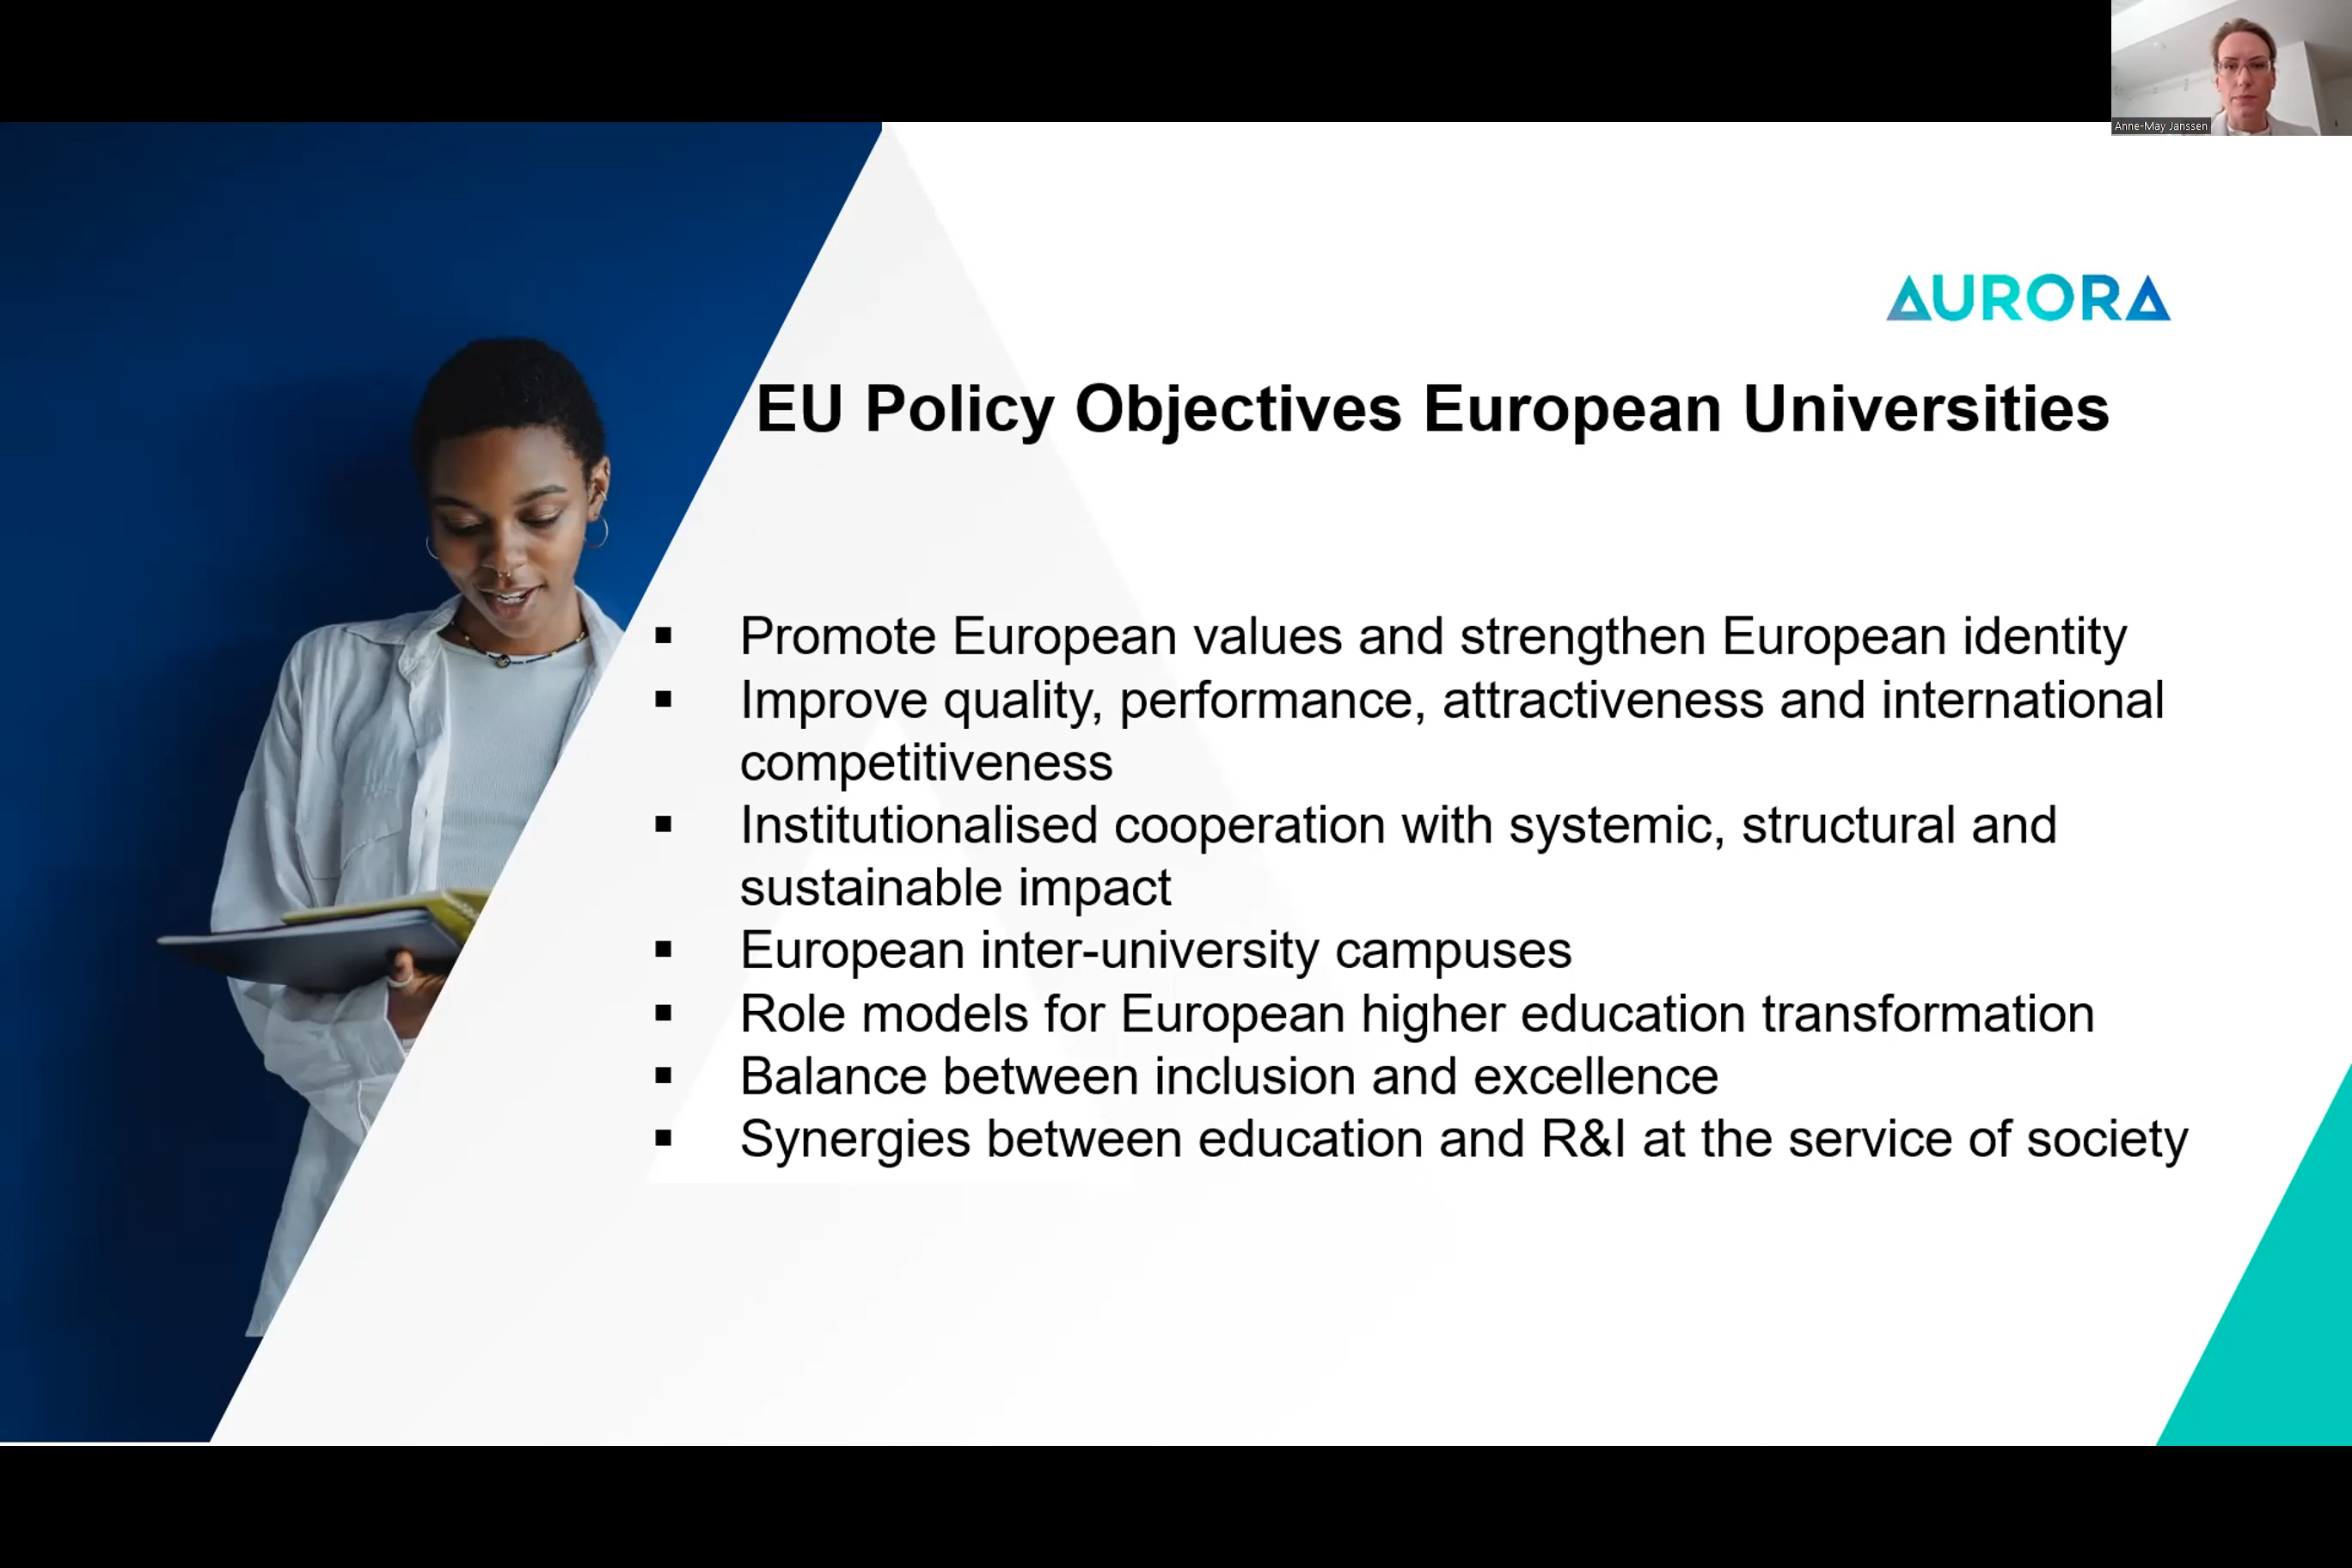 Anne-May Janssen
AURORA
EU Policy Objectives European Universities
▪ Promote European values and strengthen European identity
▪ Improve quality, performance, attractiveness and international
competitiveness
▪ Institutionalised cooperation with systemic, structural and
sustainable impact
▪ European inter-university campuses
▪ Role models for European higher education transformation
▪ Balance between inclusion and excellence
▪ Synergies between education and R&I at the service of society